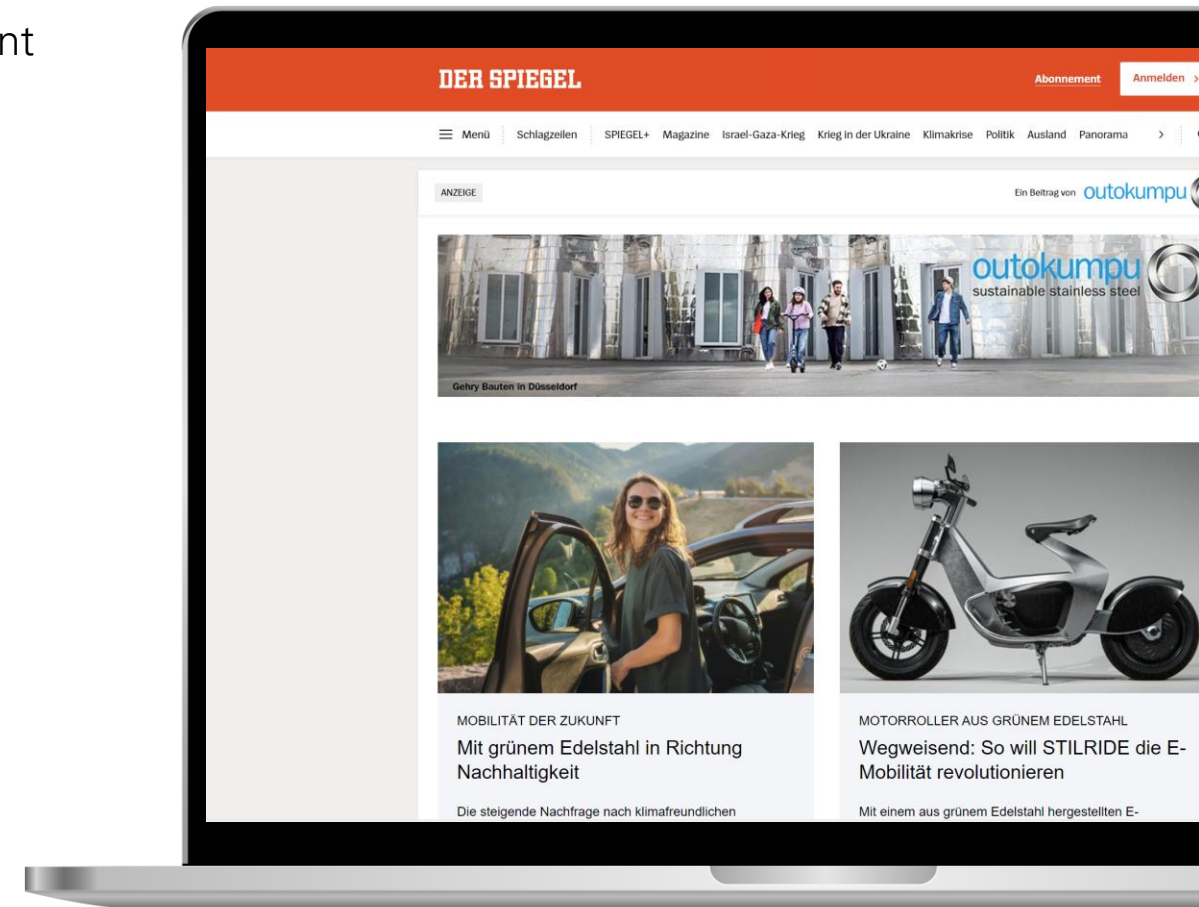 nt
DER SPIEGEL
Abonnement
Anmelden
Menü
Schlagzeilen
SPIEGEL+ Magazine Israel-Gaza-Krieg Krieg in der Ukraine Klimakrise Politik Ausland Panorama
ANZEIGE
Ein Beitrag von outokumpu
outokumpu
sustainable stainless steel
Gehry Bauten in Düsseldorf
MOBILITÄT DER ZUKUNFT
Mit grünem Edelstahl in Richtung
Nachhaltigkeit
Die steigende Nachfrage nach klimafreundlichen
MOTORROLLER AUS GRÜNEM EDELSTAHL
Wegweisend: So will STILRIDE die E-
Mobilität revolutionieren
Mit einem aus grünem Edelstahl hergestellten E-